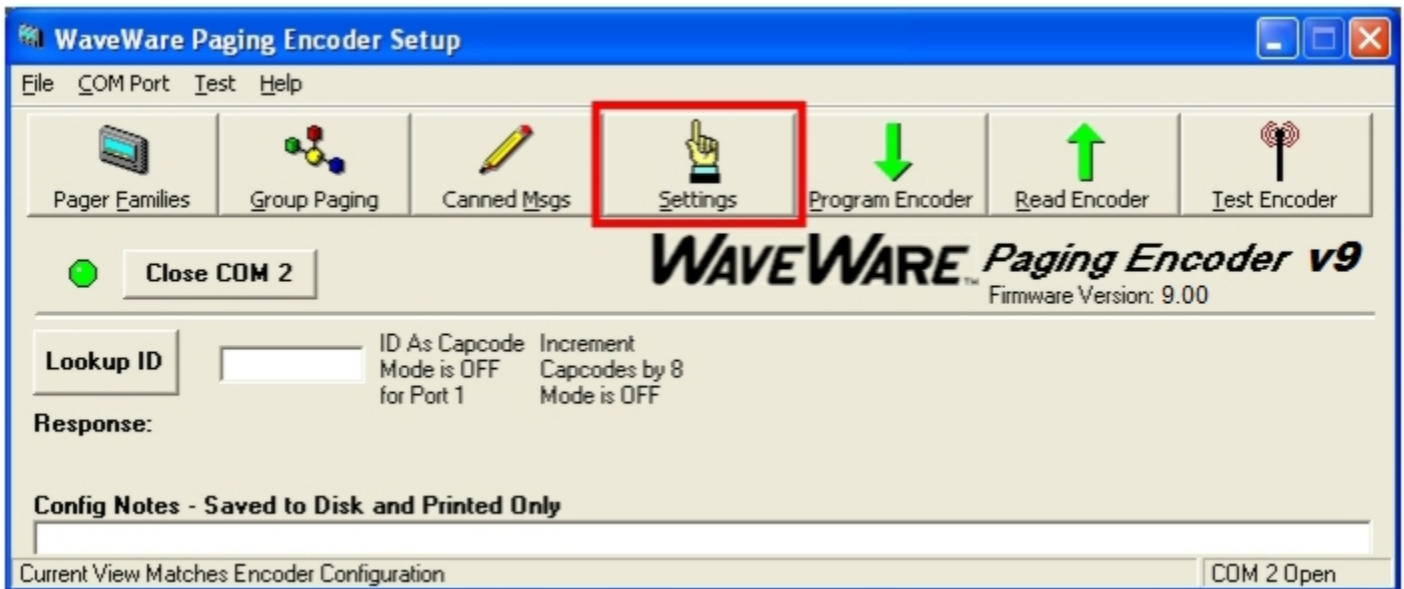 WaveWare Paging Encoder Setup
File COM Port Test Help
Pager Families Group Paging Canned Msgs Settings Program Encoder Read Encoder Test Encoder
Close COM 2
WAVEWARE™ Paging Encoder v9
Firmware Version: 9.00
Lookup ID
ID As Capcode
Mode is OFF
for Port 1
Increment
Capcodes by 8
Mode is OFF
Response:
Config Notes - Saved to Disk and Printed Only
Current View Matches Encoder Configuration
COM 2 Open